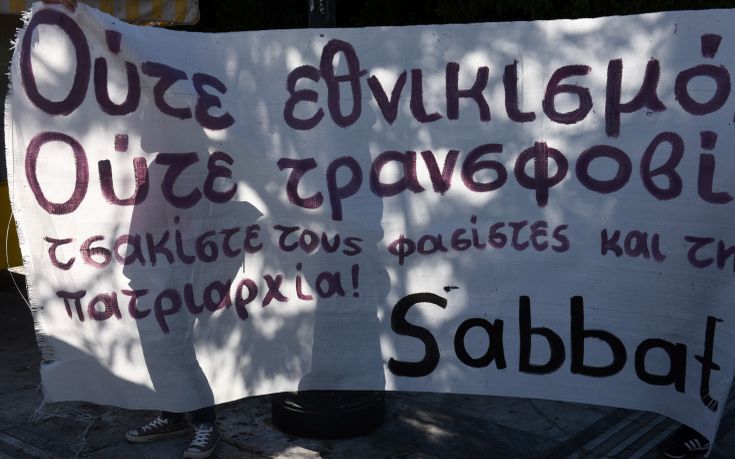 Ούτε εθνικισμό
Ούτε τρανσφοβί
τσακίστε τους φασίστες και τη
πατριαρχία!
Sabbat